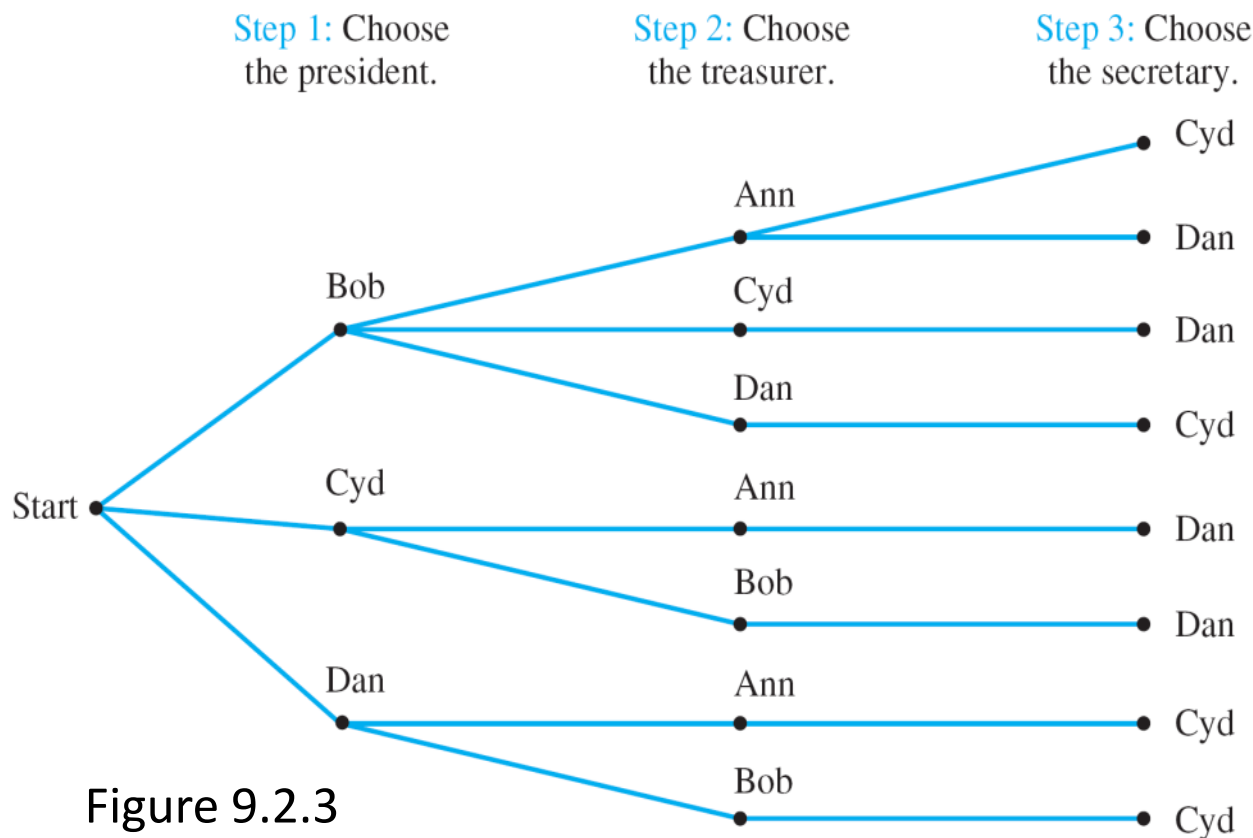 Step 1: Choose
the president.
Step 2: Choose
the treasurer.
Step 3: Choose
the secretary.
Cyd
Ann
Dan
Bob
Cyd
Dan
Dan
Cyd
Start
Cyd
Ann
Dan
Bob
Dan
Dan
Ann
Cyd
Bob
Cyd
Figure 9.2.3